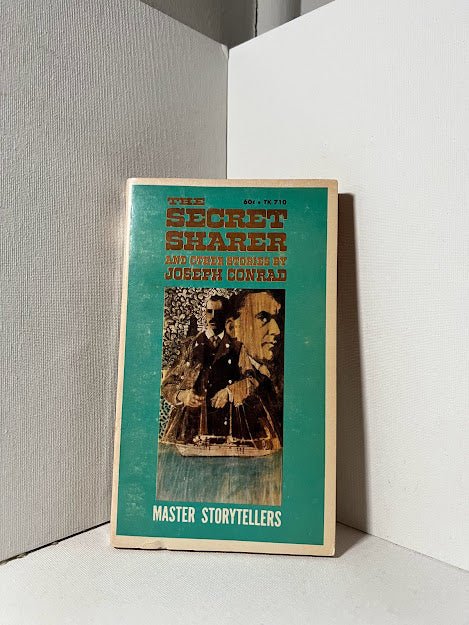 THE
60¢ • TK 710
SECRET
SHARER
AND OTHER STORIES BY
JOSEPH CONRAD
MASTER STORYTELLERS